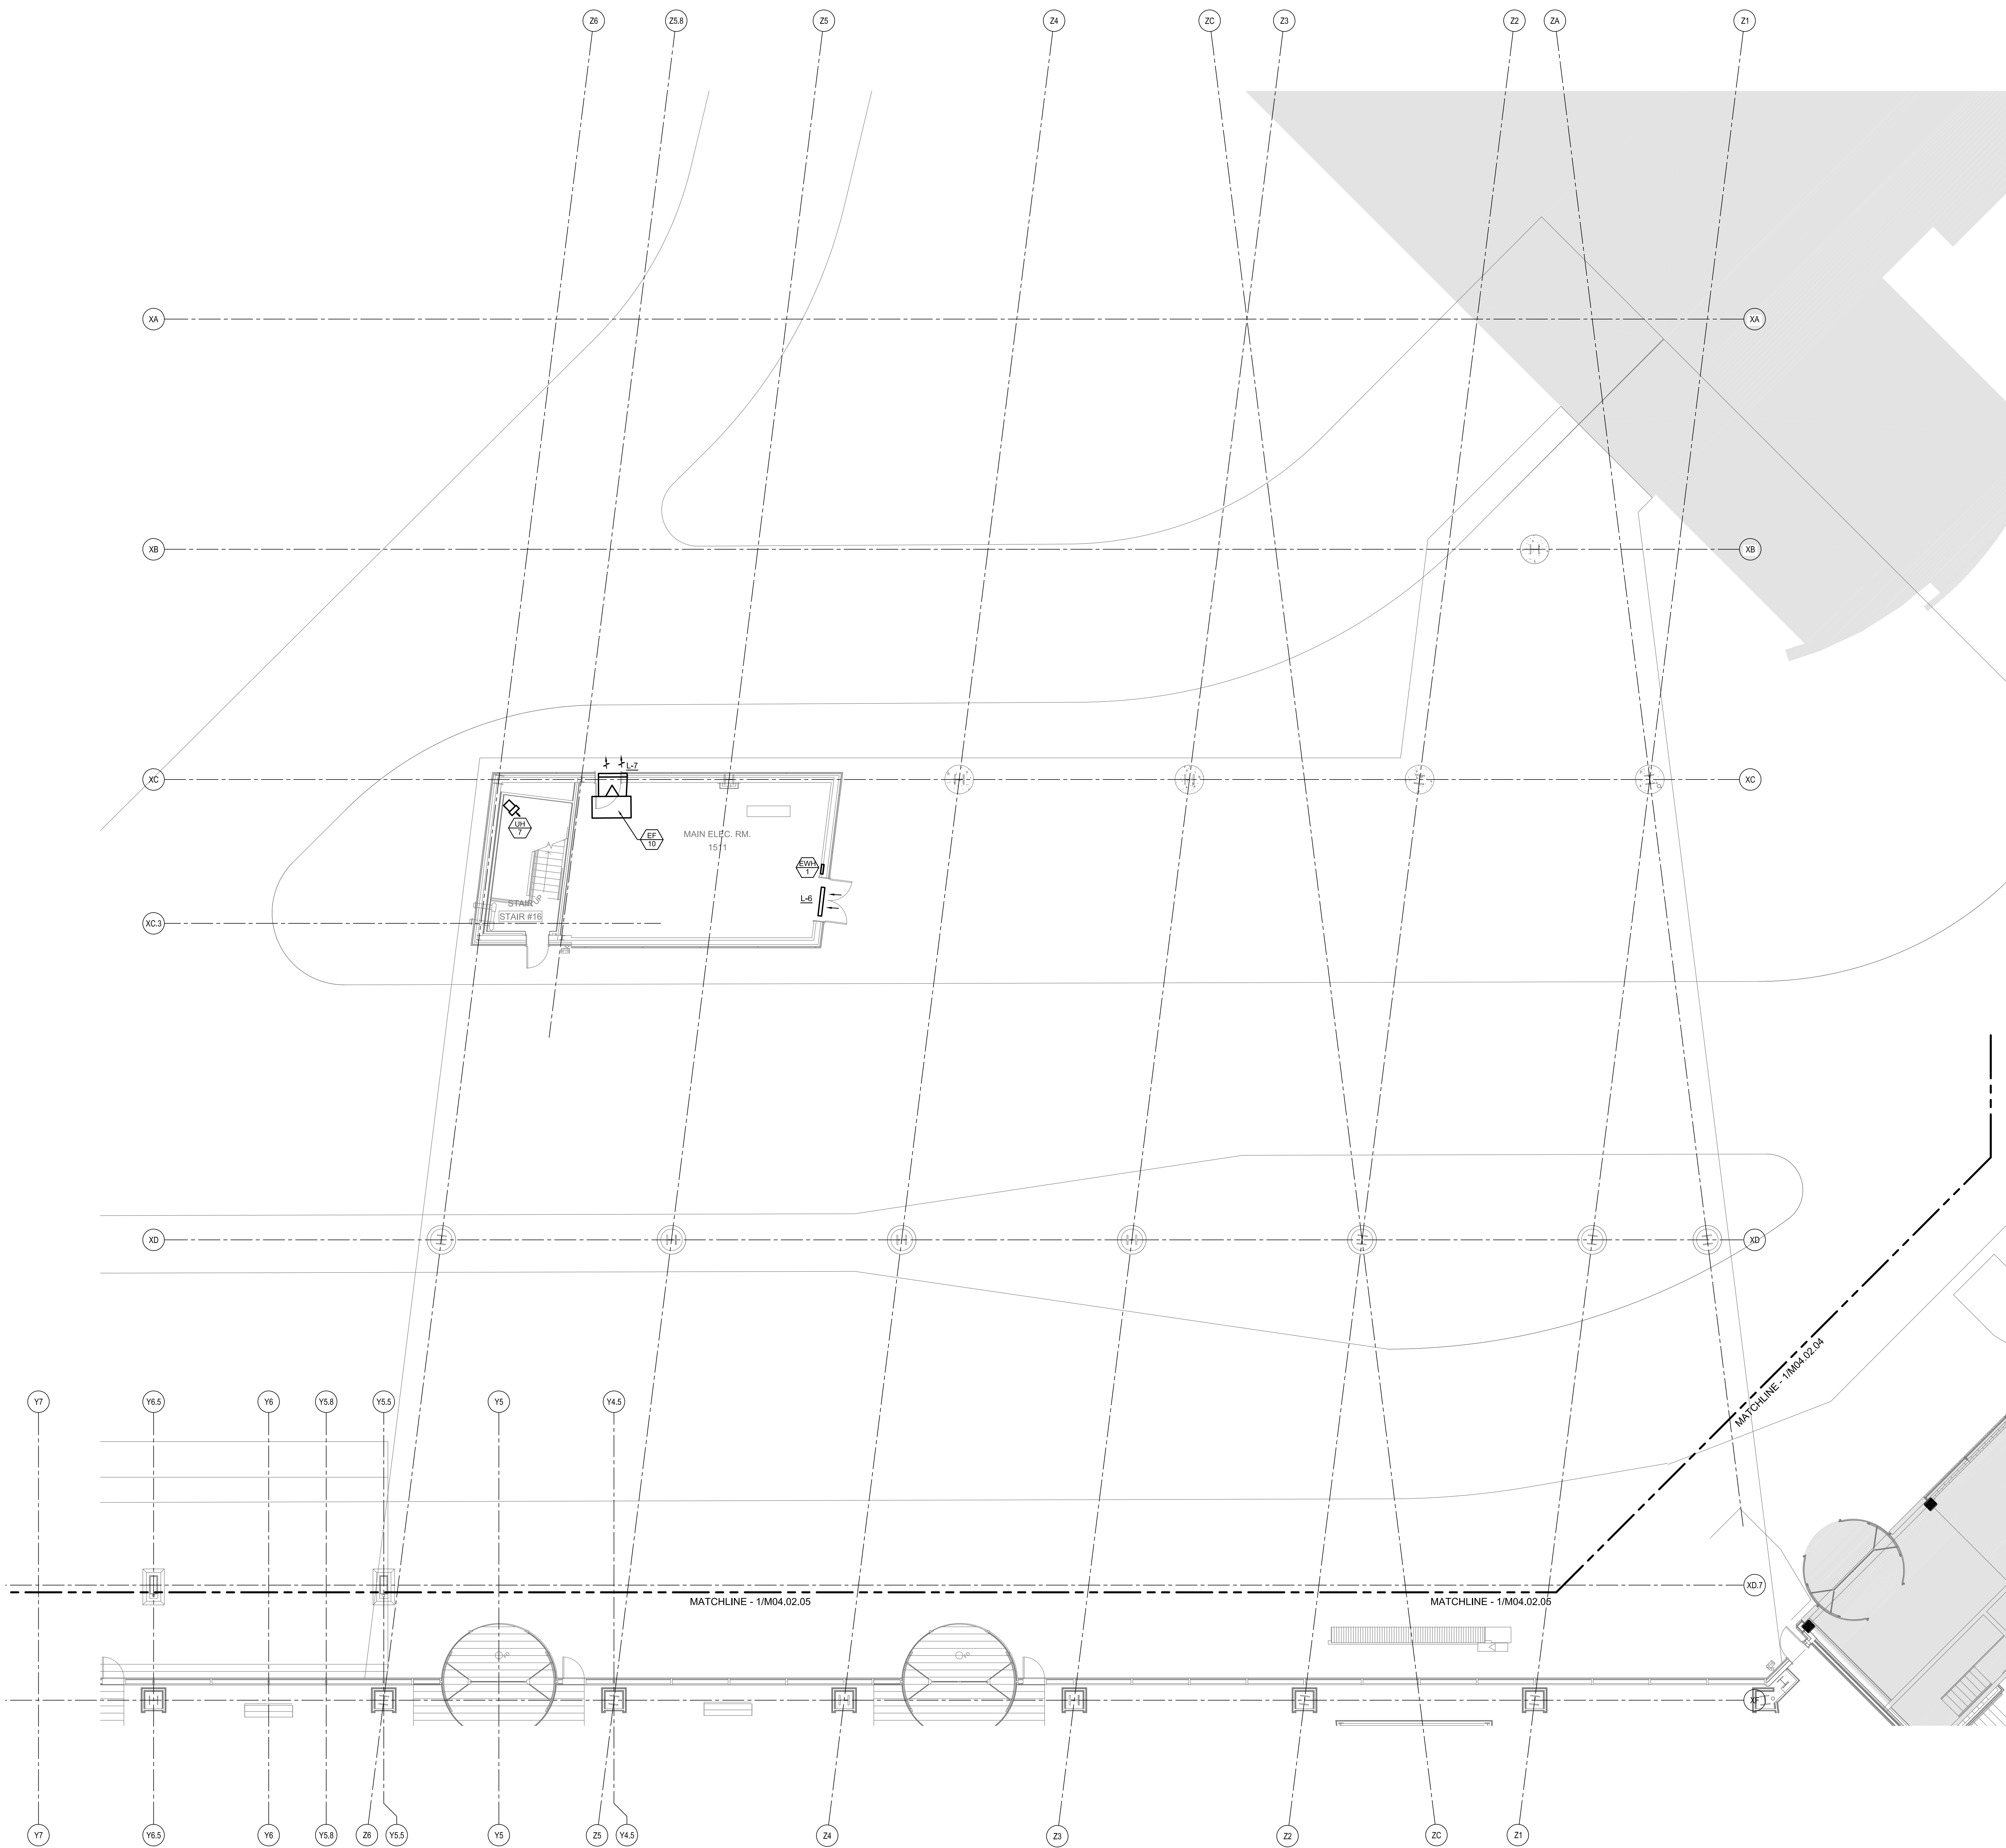 Z6 Z5.8 Z5 Z4 ZC Z3 Z2 ZA Z1
XA XA
XB XB
XC XC
L-7
UH
7
EF
10
MAIN ELEC. RM.
1511
EWH
1
L-6
UP
STAIR
STAIR #16
XC.3
XD XD
MATCHLINE - 1/M04.02.04
Y7 Y6.5 Y6 Y5.8 Y5.5 Y5 Y4.5
XD.7
MATCHLINE - 1/M04.02.05 MATCHLINE - 1/M04.02.05
XF
Y7 Y6.5 Y6 Y5.8 Z6 Y5.5 Y5 Z5 Y4.5 Z4 Z3 Z2 ZC Z1